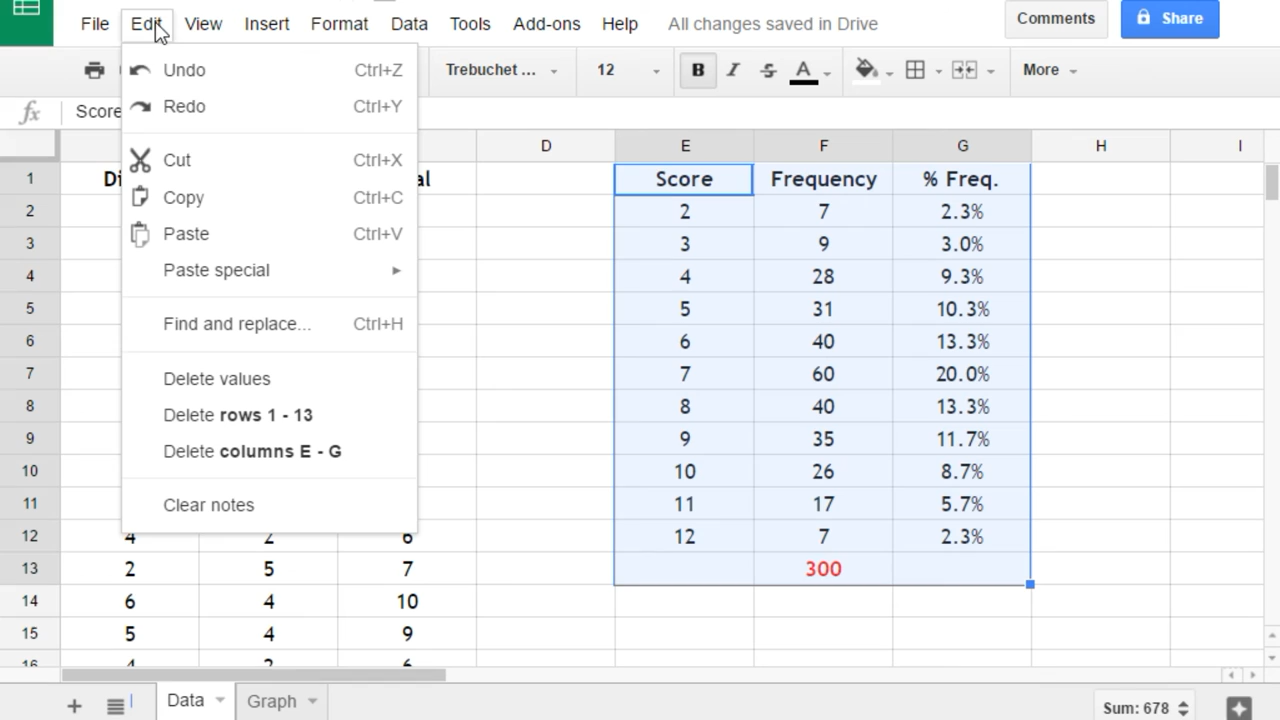 File Edit View Insert Format Data Tools Add-ons Help All changes saved in Drive Comments Share
Trebuchet ... 12 B I S A More
fx Score
Undo Ctrl+Z
Redo Ctrl+Y
Cut Ctrl+X
Copy Ctrl+C
Paste Ctrl+V
Paste special
Find and replace... Ctrl+H
Delete values
Delete rows 1 - 13
Delete columns E - G
Clear notes
D E F G H I
1 Di al Score Frequency % Freq.
2 2 7 2.3%
3 3 9 3.0%
4 4 28 9.3%
5 5 31 10.3%
6 6 40 13.3%
7 7 60 20.0%
8 8 40 13.3%
9 9 35 11.7%
10 10 26 8.7%
11 11 17 5.7%
12 4 2 6 12 7 2.3%
13 2 5 7 300
14 6 4 10
15 5 4 9
16 4 2 6
Data Graph Sum: 678